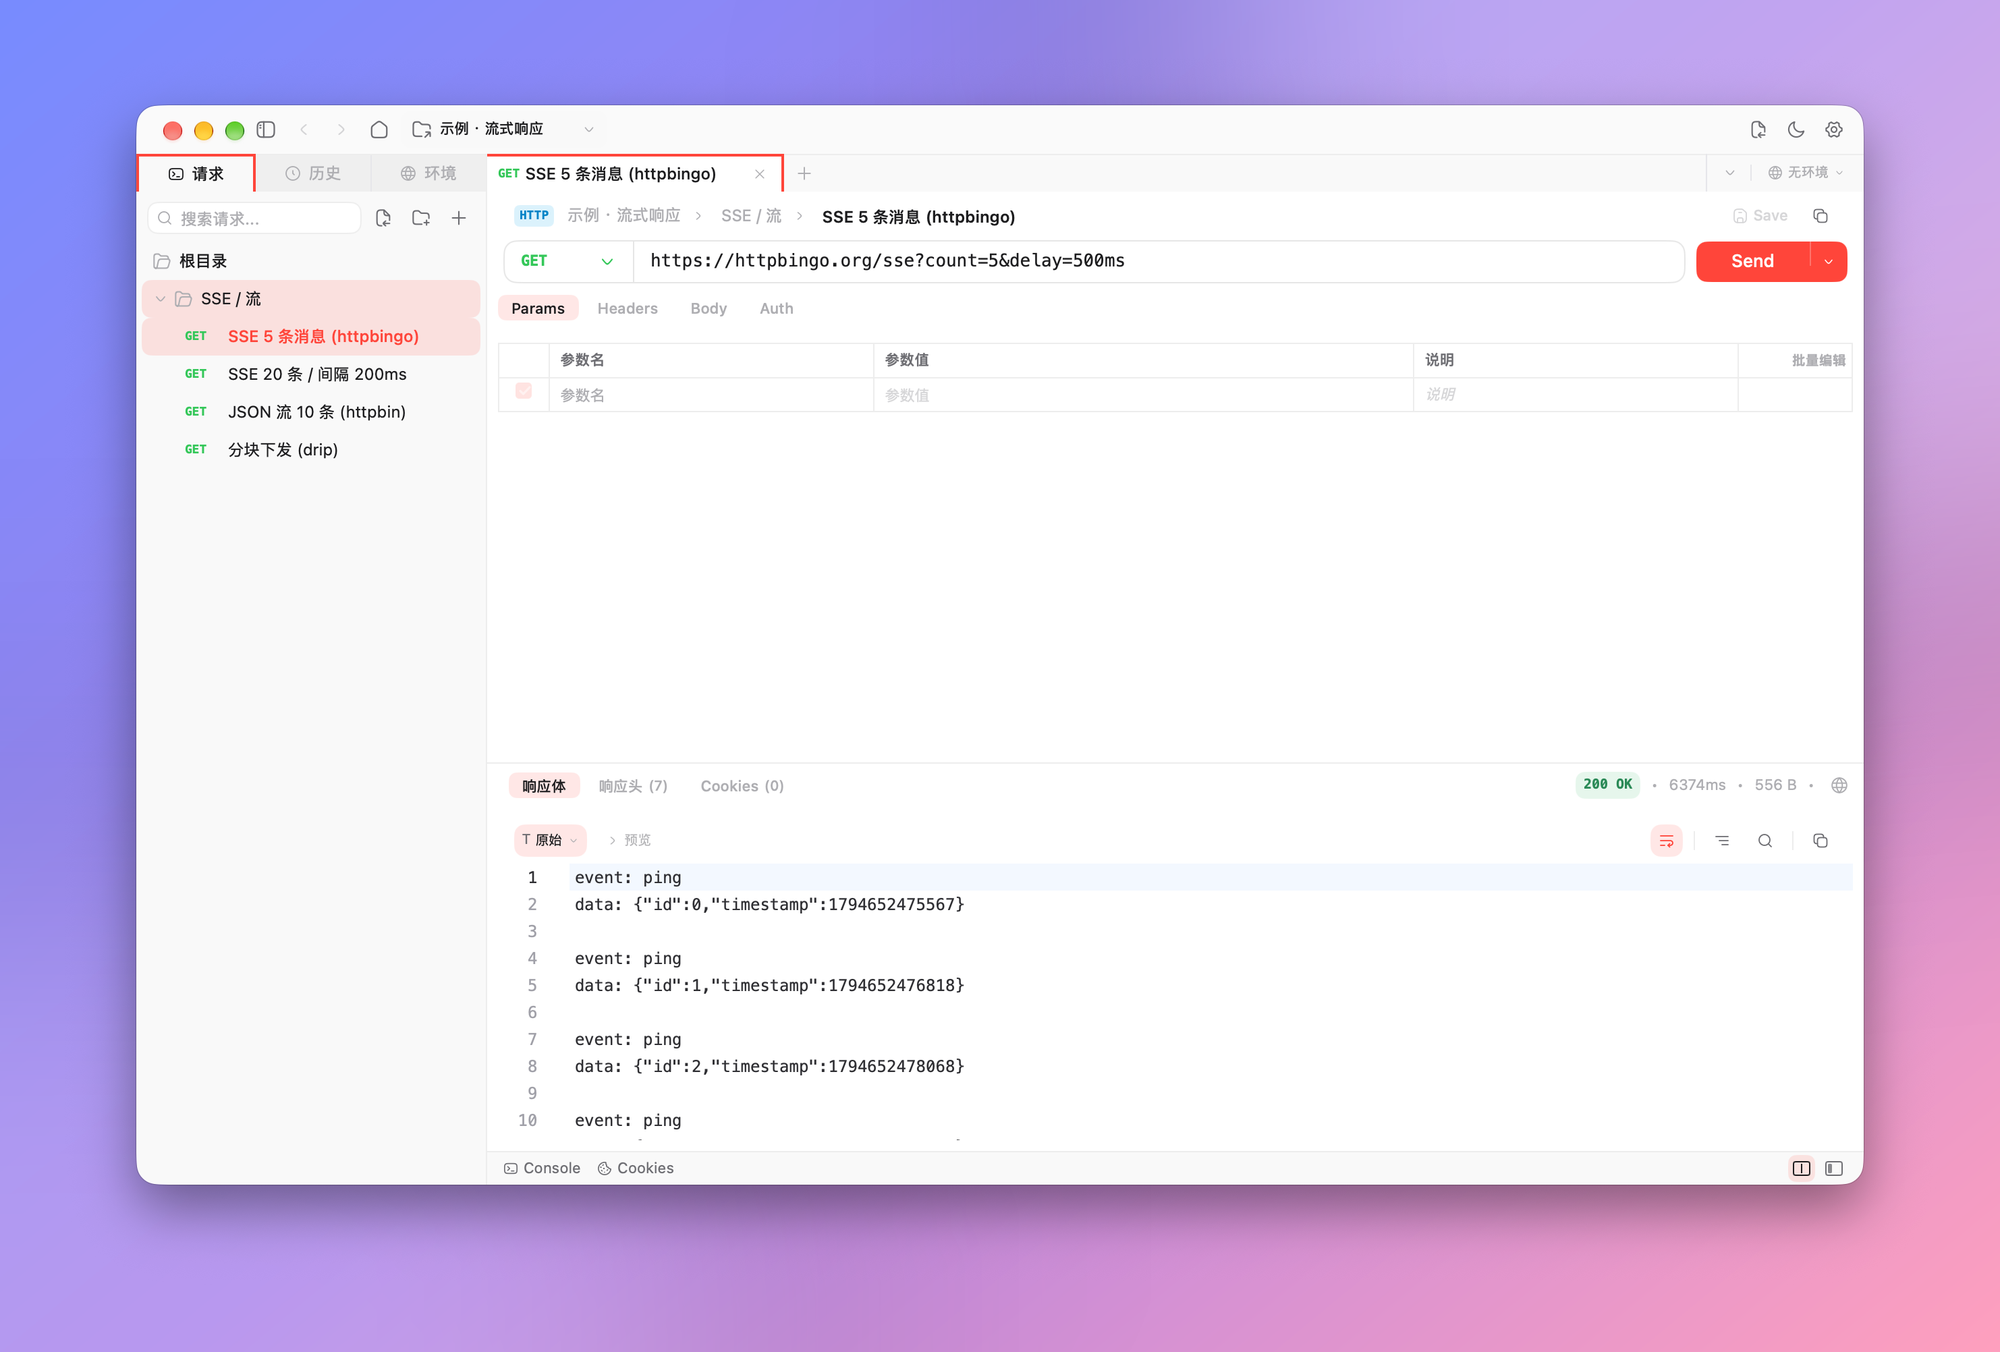 示例 · 流式响应
请求
历史
环境
GET SSE 5 条消息 (httpbingo)
无环境
搜索请求...
HTTP 示例 · 流式响应 > SSE / 流 > SSE 5 条消息 (httpbingo)
Save
根目录
GET https://httpbingo.org/sse?count=5&delay=500ms
Send
SSE / 流
GET SSE 5 条消息 (httpbingo)
GET SSE 20 条 / 间隔 200ms
GET JSON 流 10 条 (httpbin)
GET 分块下发 (drip)
Params Headers Body Auth
参数名 参数值 说明 批量编辑
参数名 参数值 说明
响应体 响应头 (7) Cookies (0)
200 OK • 6374ms • 556 B •
T 原始 > 预览
1 event: ping
2 data: {"id":0,"timestamp":1794652475567}
3
4 event: ping
5 data: {"id":1,"timestamp":1794652476818}
6
7 event: ping
8 data: {"id":2,"timestamp":1794652478068}
9
10 event: ping
Console Cookies